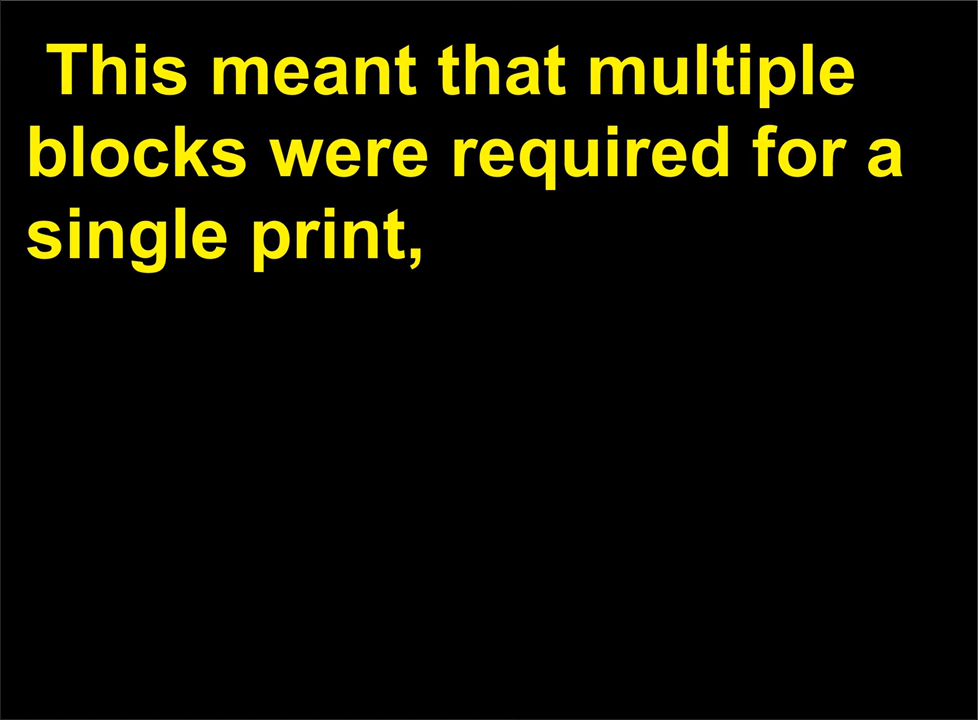 This meant that multiple
blocks were required for a
single print,